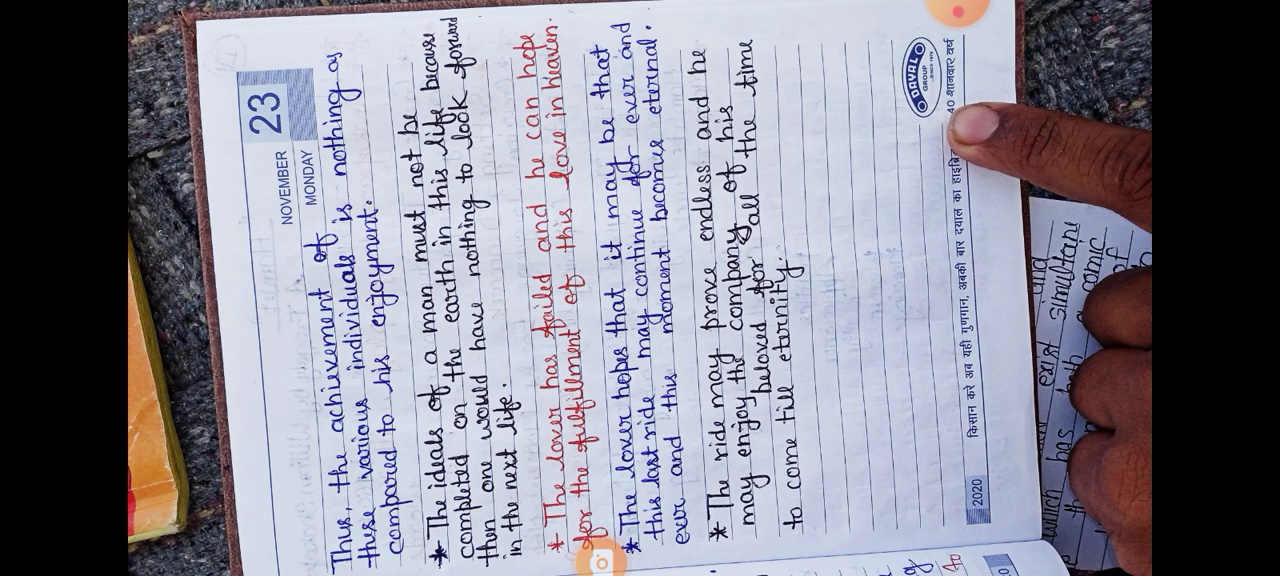 23
NOVEMBER
MONDAY
Thus, the achievement of
these various individuals is nothing as
compared to his enjoyment.
* The ideals of a man must not be
completed on the earth in this life because
then one would have nothing to look forward
in the next life.
* The lover has failed and he can hope
for the fulfillment of this love in heaven.
* The lover hopes that it may be that
this last ride may continue for ever and
ever and this moment become eternal.
* The ride may prove endless and he
may enjoy the company of his
beloved for all the time
to come till eternity.
DAYAL
GROUP
2020
किसान करे अब यही गुणगान, अबकी बार दयाल का
40 शानदार वर्ष
exist
simultane
which has